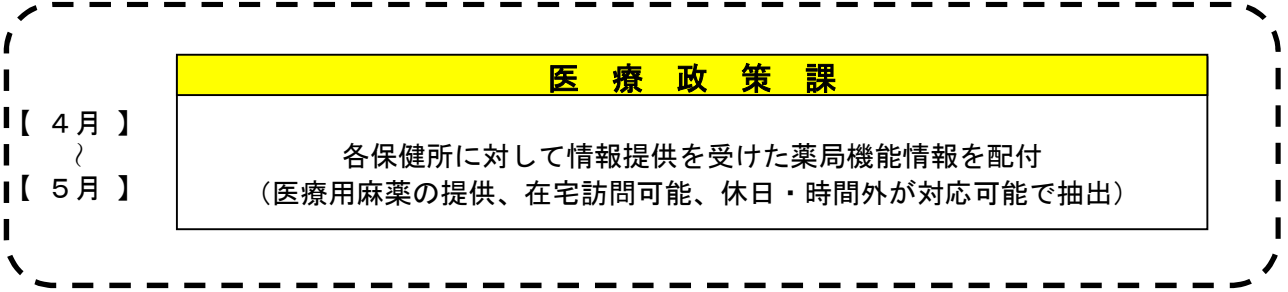 医 療 政 策 課
【 ４月 】
～
【 ５月 】
各保健所に対して情報提供を受けた薬局機能情報を配付
（医療用麻薬の提供、在宅訪問可能、休日・時間外が対応可能で抽出）